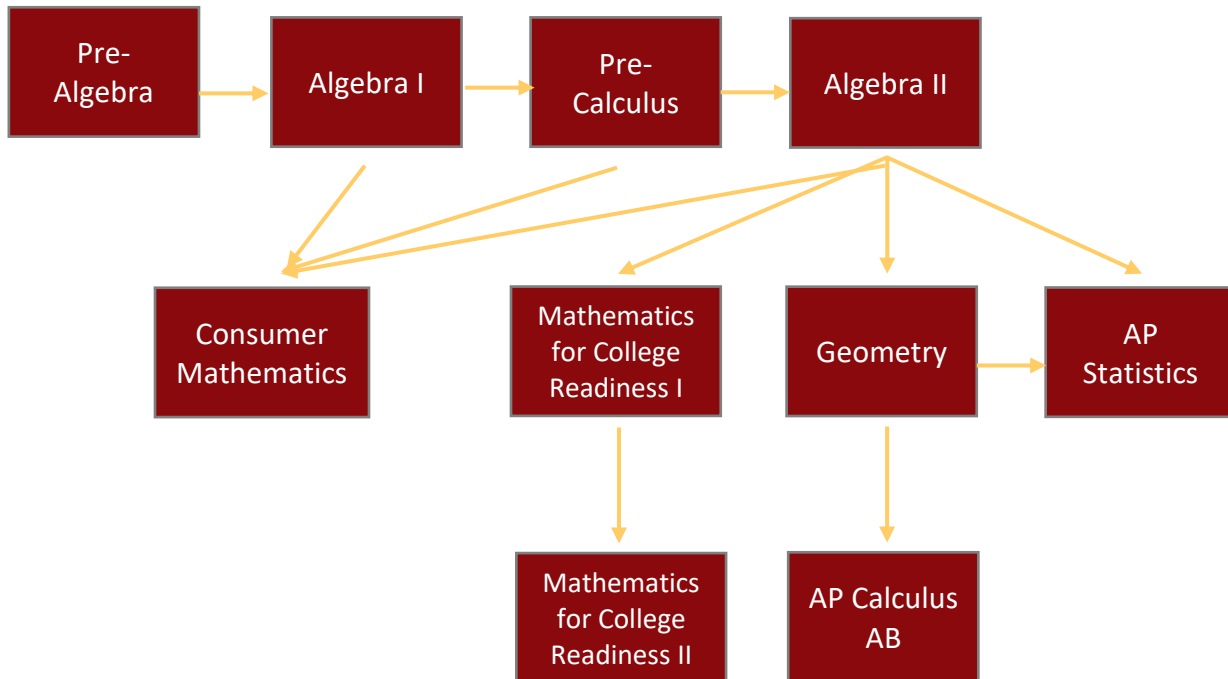 Pre-
Algebra
Algebra I
Pre-
Calculus
Algebra II
Consumer
Mathematics
Mathematics
for College
Readiness I
Geometry
AP
Statistics
Mathematics
for College
Readiness II
AP Calculus
AB